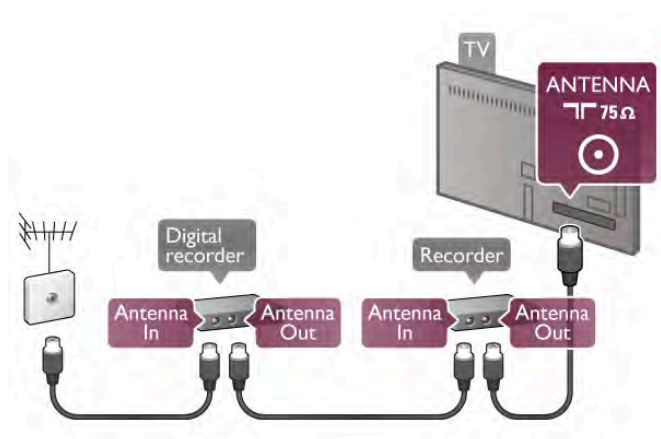 TV
ANTENNA
75 Ω
Digital
recorder
Recorder
Antenna
In
Antenna
Out
Antenna
In
Antenna
Out